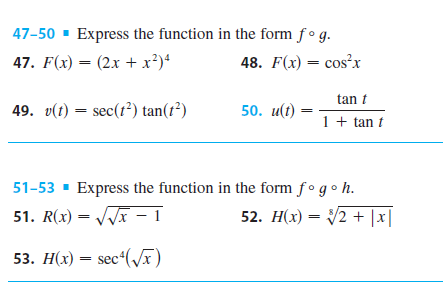 47–50 ▪ Express the function in the form f ∘ g.
47. F(x) = (2x + x²)⁴ 48. F(x) = cos²x
49. v(t) = sec(t²) tan(t²) 50. u(t) = tan t / 1 + tan t
51–53 ▪ Express the function in the form f ∘ g ∘ h.
51. R(x) = √(√x − 1) 52. H(x) = ⁸√(2 + |x|)
53. H(x) = sec⁴(√x)